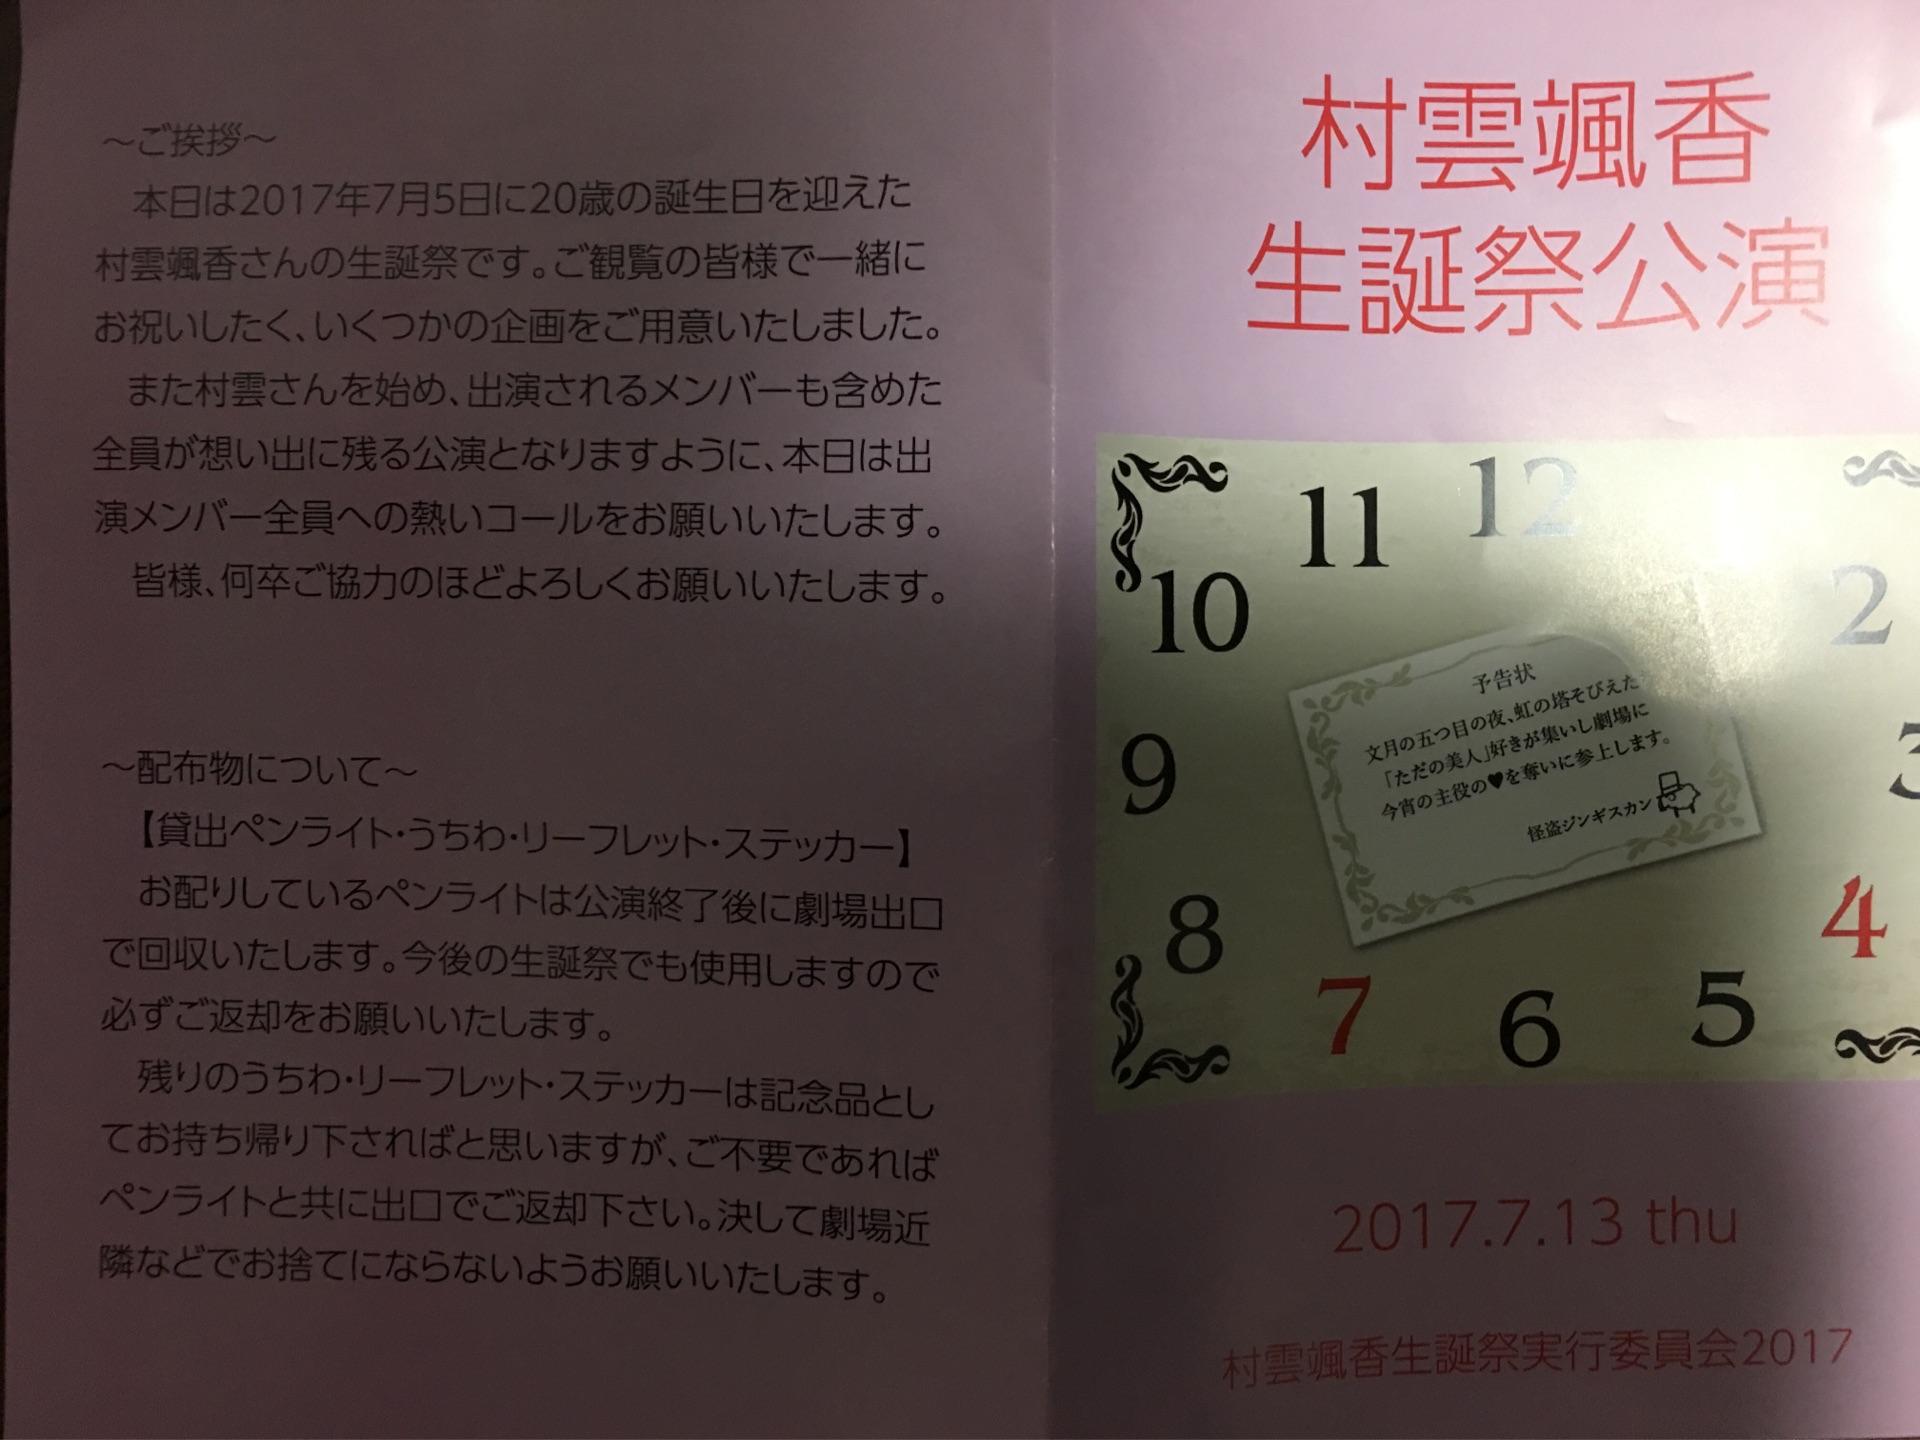 ～ご挨拶～
本日は2017年7月5日に20歳の誕生日を迎えた
村雲颯香さんの生誕祭です。ご観覧の皆様で一緒に
お祝いしたく、いくつかの企画をご用意いたしました。
また村雲さんを始め、出演されるメンバーも含めた
全員が想い出に残る公演となりますように、本日は出
演メンバー全員への熱いコールをお願いいたします。
皆様、何卒ご協力のほどよろしくお願いいたします。
～配布物について～
【貸出ペンライト・うちわ・リーフレット・ステッカー】
お配りしているペンライトは公演終了後に劇場出口
で回収いたします。今後の生誕祭でも使用しますので
必ずご返却をお願いいたします。
残りのうちわ・リーフレット・ステッカーは記念品とし
てお持ち帰り下さればと思いますが、ご不要であれば
ペンライトと共に出口でご返却下さい。決して劇場近
隣などでお捨てにならないようお願いいたします。
村雲颯香
生誕祭公演
11
12
10
2
9
3
8
4
7
6
5
予告状
文月の五つ目の夜、虹の塔そびえた
「ただの美人」好きが集いし劇場に
今宵の主役の♥を奪いに参上します。
怪盗ジンギスカン
2017.7.13 thu
村雲颯香生誕祭実行委員会2017